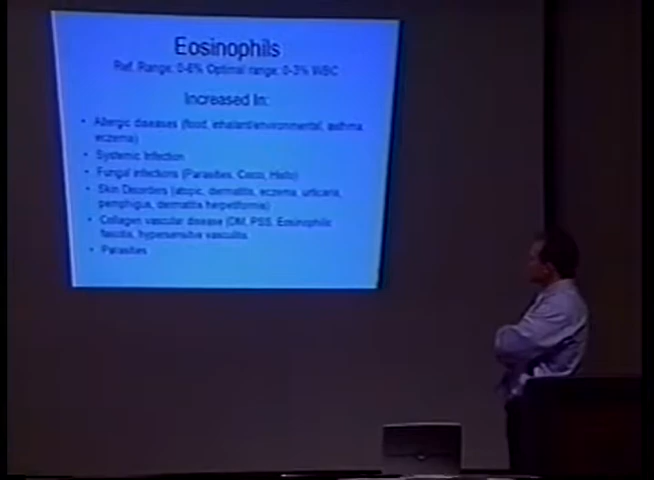 Eosinophils
Ref. Range: 0-6% Optimal range: 0-3% WBC
Increased In:
• Allergic diseases (food, inhalant/environmental, asthma,
eczema)
• Systemic Infection
• Fungal infections (Parasites, Cocci, Histo)
• Skin Disorders (atopic, dermatitis, eczema, urticaria,
pemphigus, dermatitis herpetiformis)
• Collagen vascular disease (DM, PSS, Eosinophilic
fascitis, hypersensitive vasculitis
• Parasites